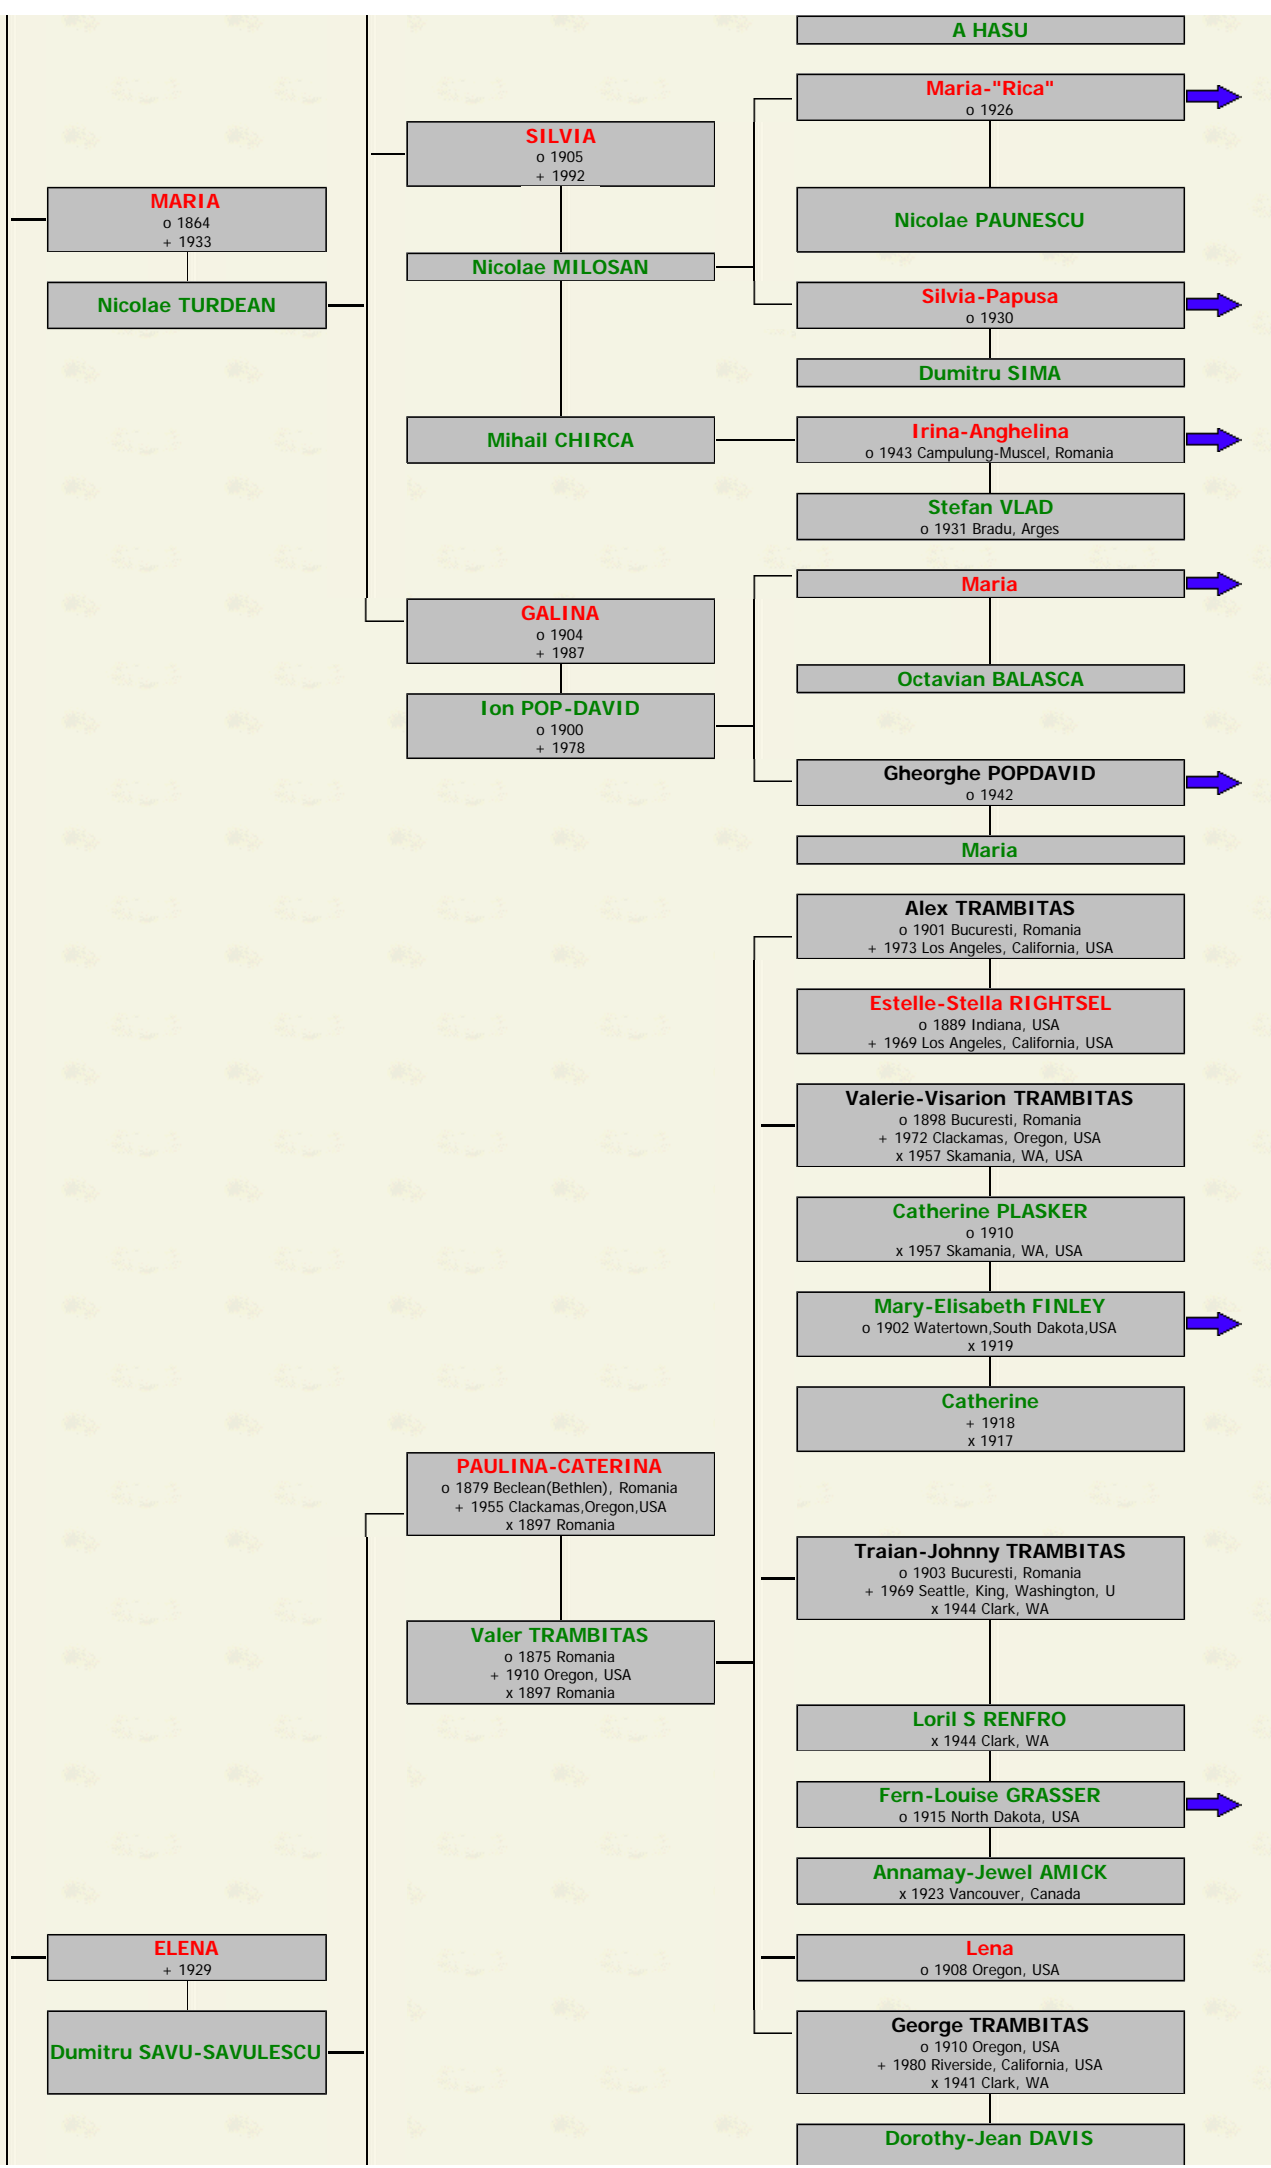 A HASU
Maria-"Rica"
o 1926
SILVIA
o 1905
+ 1992
MARIA
o 1864
+ 1933
Nicolae PAUNESCU
Nicolae MILOSAN
Nicolae TURDEAN
Silvia-Papusa
o 1930
Dumitru SIMA
Mihail CHIRCA
Irina-Anghelina
o 1943 Campulung-Muscel, Romania
Stefan VLAD
o 1931 Bradu, Arges
Maria
GALINA
o 1904
+ 1987
Octavian BALASCA
Ion POP-DAVID
o 1900
+ 1978
Gheorghe POPDAVID
o 1942
Maria
Alex TRAMBITAS
o 1901 Bucuresti, Romania
+ 1973 Los Angeles, California, USA
Estelle-Stella RIGHTSEL
o 1889 Indiana, USA
+ 1969 Los Angeles, California, USA
Valerie-Visarion TRAMBITAS
o 1898 Bucuresti, Romania
+ 1972 Clackamas, Oregon, USA
x 1957 Skamania, WA, USA
Catherine PLASKER
o 1910
x 1957 Skamania, WA, USA
Mary-Elisabeth FINLEY
o 1902 Watertown,South Dakota,USA
x 1919
Catherine
+ 1918
x 1917
PAULINA-CATERINA
o 1879 Beclean(Bethlen), Romania
+ 1955 Clackamas,Oregon,USA
x 1897 Romania
Traian-Johnny TRAMBITAS
o 1903 Bucuresti, Romania
+ 1969 Seattle, King, Washington, U
x 1944 Clark, WA
Valer TRAMBITAS
o 1875 Romania
+ 1910 Oregon, USA
x 1897 Romania
Loril S RENFRO
x 1944 Clark, WA
Fern-Louise GRASSER
o 1915 North Dakota, USA
Annamay-Jewel AMICK
x 1923 Vancouver, Canada
ELENA
+ 1929
Lena
o 1908 Oregon, USA
Dumitru SAVU-SAVULESCU
George TRAMBITAS
o 1910 Oregon, USA
+ 1980 Riverside, California, USA
x 1941 Clark, WA
Dorothy-Jean DAVIS